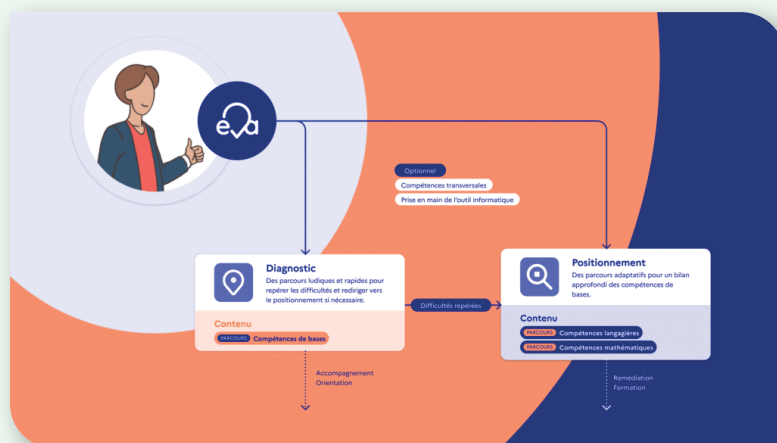 eva
Optionnel
Compétences transversales
Prise en main de l'outil informatique
Diagnostic
Des parcours ludiques et rapides pour
repérer les difficultés et rediriger vers
le positionnement si nécessaire.
Contenu
PARCOURS Compétences de bases
Difficultés repérées
Positionnement
Des parcours adaptatifs pour un bilan
approfondi des compétences de
bases.
Contenu
PARCOURS Compétences langagières
PARCOURS Compétences mathématiques
Accompagnement
Orientation
Remédiation
Formation